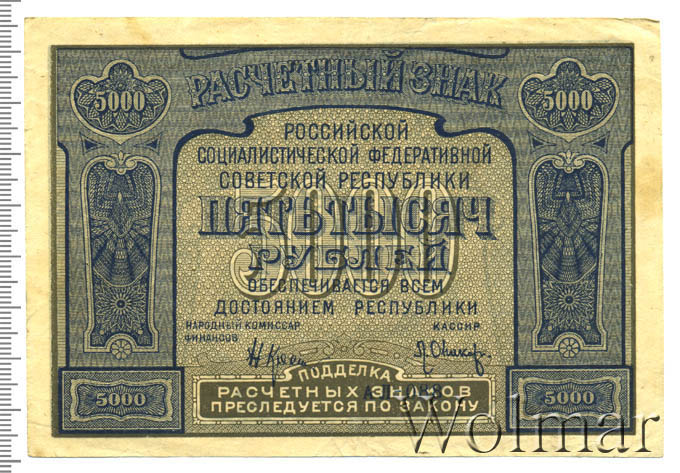 РАСЧЕТНЫЙ ЗНАК
5000 5000
РОССИЙСКОЙ
СОЦИАЛИСТИЧЕСКОЙ ФЕДЕРАТИВНОЙ
СОВЕТСКОЙ РЕСПУБЛИКИ
5000
ПЯТЬ ТЫСЯЧ
РУБЛЕЙ
ОБЕСПЕЧИВАЕТСЯ ВСЕМ
ДОСТОЯНИЕМ РЕСПУБЛИКИ
НАРОДНЫЙ КОМИССАР
ФИНАНСОВ
КАССИР
ПОДДЕЛКА
РАСЧЕТНЫХ ЗНАКОВ
ПРЕСЛЕДУЕТСЯ ПО ЗАКОНУ
5000 5000
Wolmar